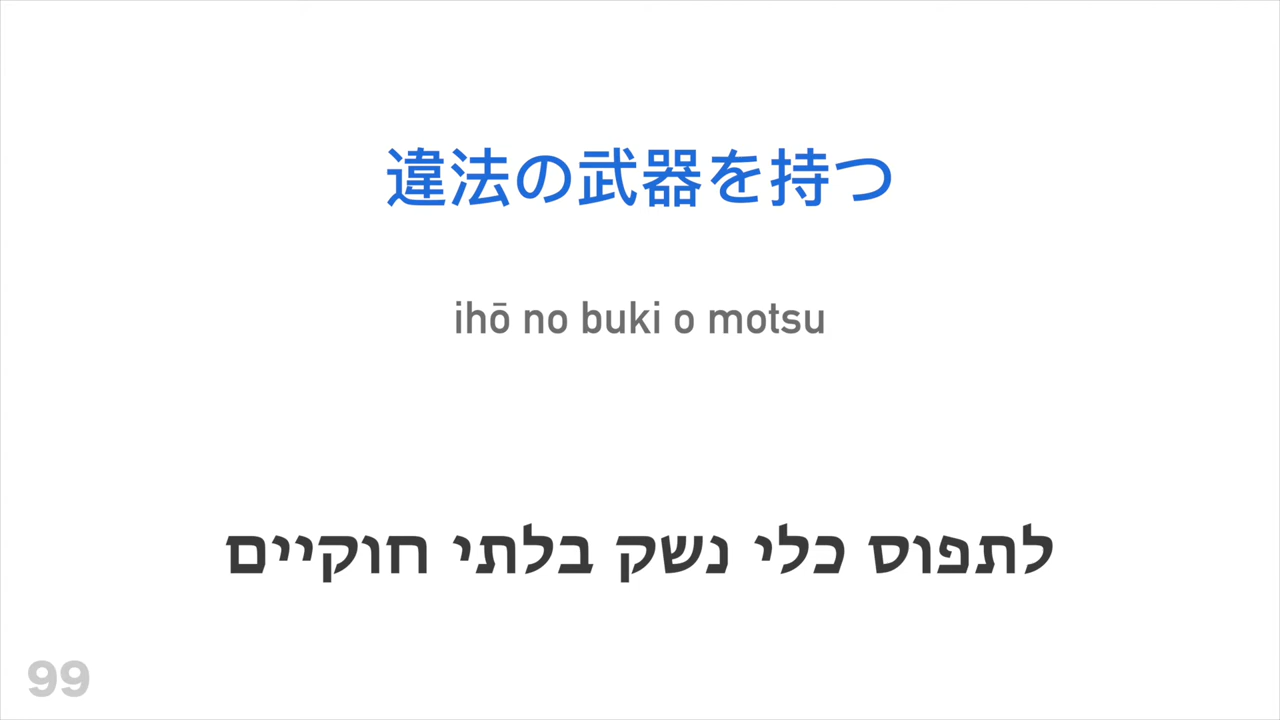 違法の武器を持つ
ihō no buki o motsu
לתפוס כלי נשק בלתי חוקיים
99